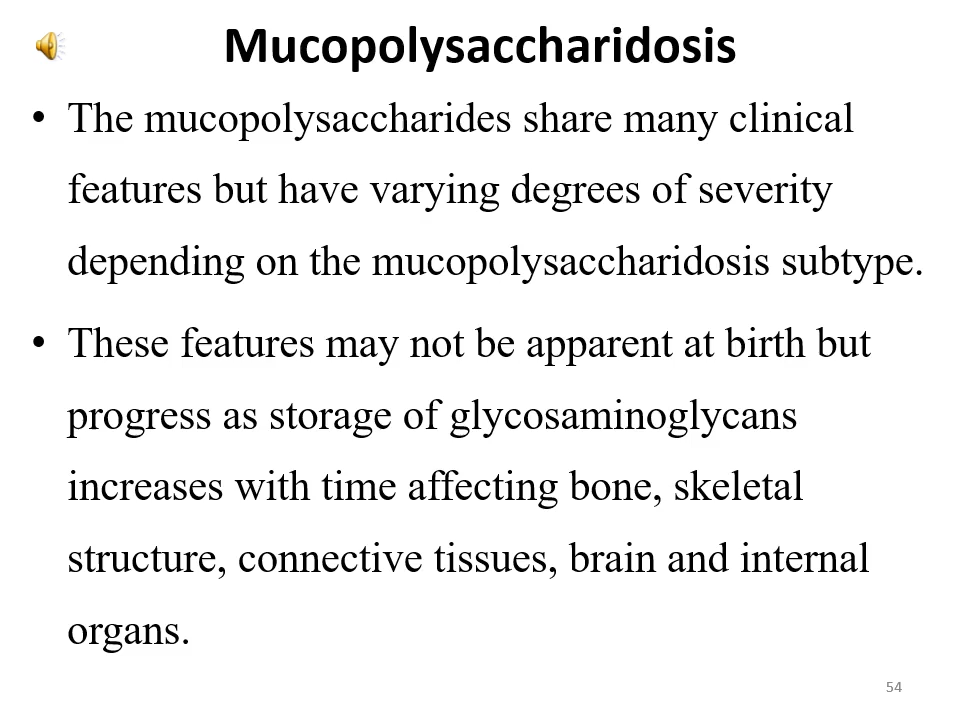 Mucopolysaccharidosis
• The mucopolysaccharides share many clinical
features but have varying degrees of severity
depending on the mucopolysaccharidosis subtype.
• These features may not be apparent at birth but
progress as storage of glycosaminoglycans
increases with time affecting bone, skeletal
structure, connective tissues, brain and internal
organs.
54